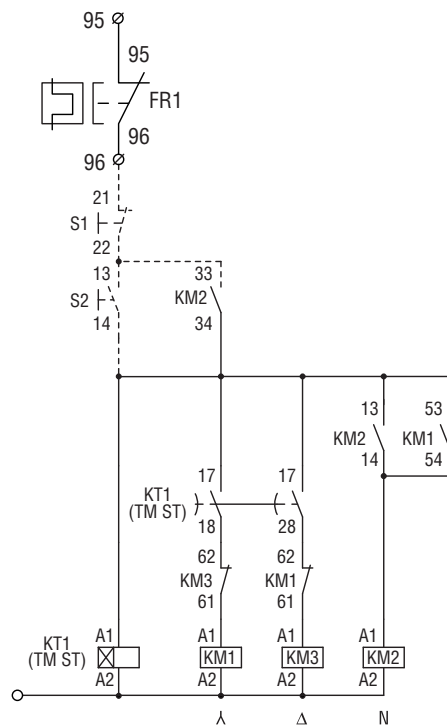 95
95
FR1
96
96
21
S1
22
13
33
S2
KM2
14
34
13
53
KM2
KM1
14
54
17
17
KT1
(TM ST)
18
28
62
62
KM3
KM1
61
61
KT1
(TM ST)
A1
A1
A1
A1
KM1
KM3
KM2
A2
A2
A2
A2
⅄
Δ
N